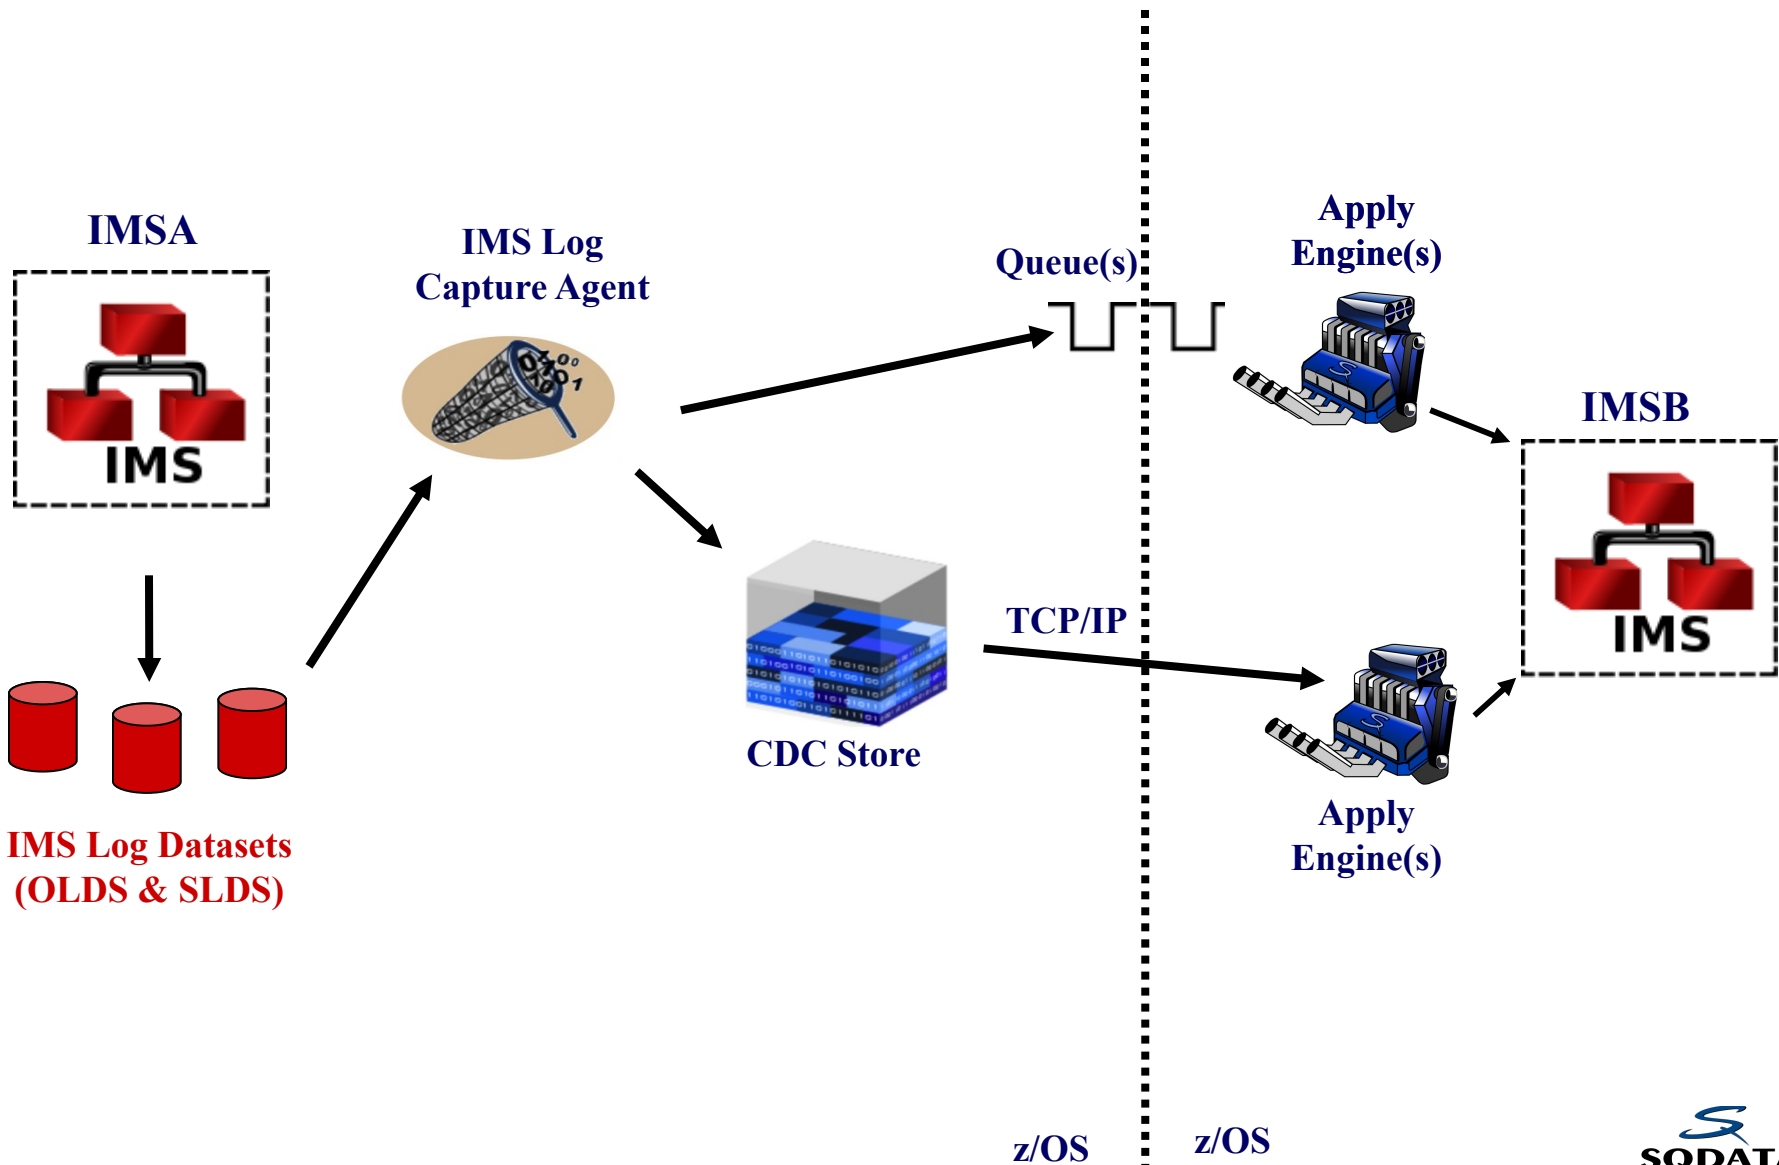 IMSA
IMS
IMS Log Datasets
(OLDS & SLDS)
IMS Log
Capture Agent
Queue(s)
CDC Store
TCP/IP
Apply
Engine(s)
Apply
Engine(s)
IMSB
IMS
z/OS
z/OS
SQDATA